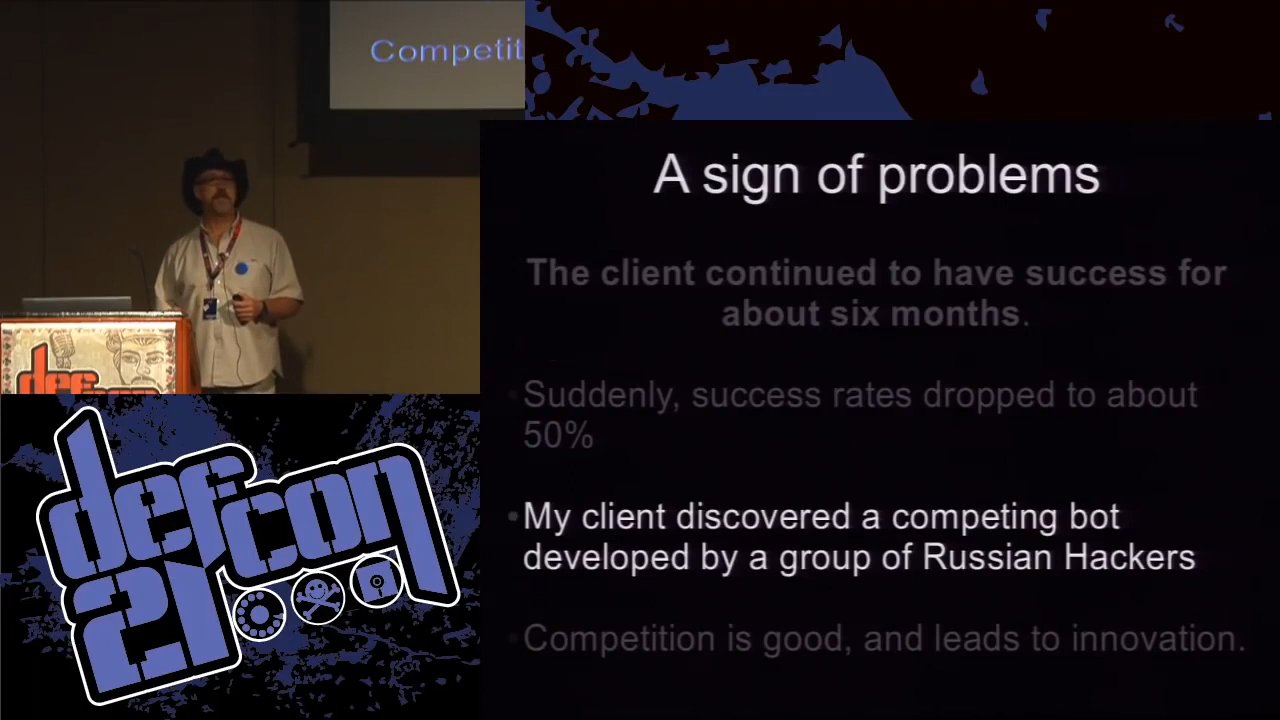 Competit
A sign of problems
The client continued to have success for
about six months.
Suddenly, success rates dropped to about
50%
My client discovered a competing bot
developed by a group of Russian Hackers
Competition is good, and leads to innovation.
defcon
defcon
21